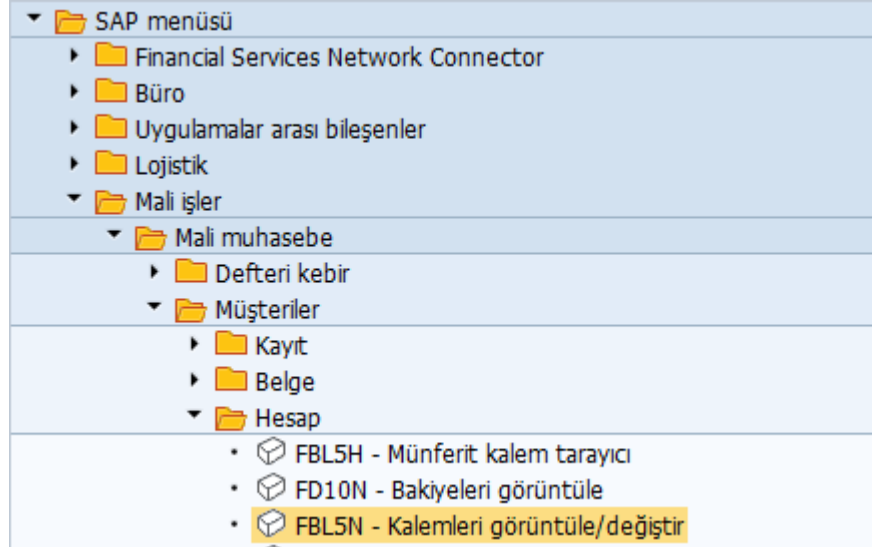 SAP menüsü
Financial Services Network Connector
Büro
Uygulamalar arası bileşenler
Lojistik
Mali işler
Mali muhasebe
Defteri kebir
Müşteriler
Kayıt
Belge
Hesap
FBL5H - Münferit kalem tarayıcı
FD10N - Bakiyeleri görüntüle
FBL5N - Kalemleri görüntüle/değiştir